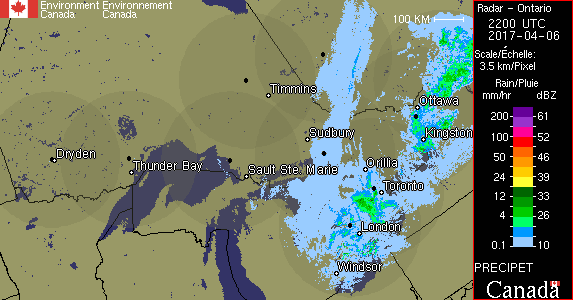 Environment Environnement
Canada Canada
100 KM
Radar - Ontario
2200 UTC
2017-04-06
Scale/Échelle:
3.5 km/Pixel
Rain/Pluie
mm/hr dBZ
200 61
100 52
50 46
24 39
12 33
4 26
0.1 10
PRECIPET
Canada
Timmins
Ottawa
Sudbury
Kingston
Dryden
Thunder Bay
Sault Ste. Marie
Orillia
Toronto
London
Windsor